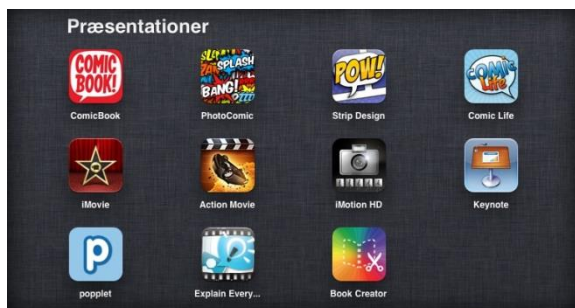 Præsentationer
COMIC
BOOK!
SPLASH
BANG!
POW!
COMIC
Life
ComicBook
PhotoComic
Strip Design
Comic Life
iMovie
Action Movie
iMotion HD
Keynote
p
popplet
Explain Every...
Book Creator